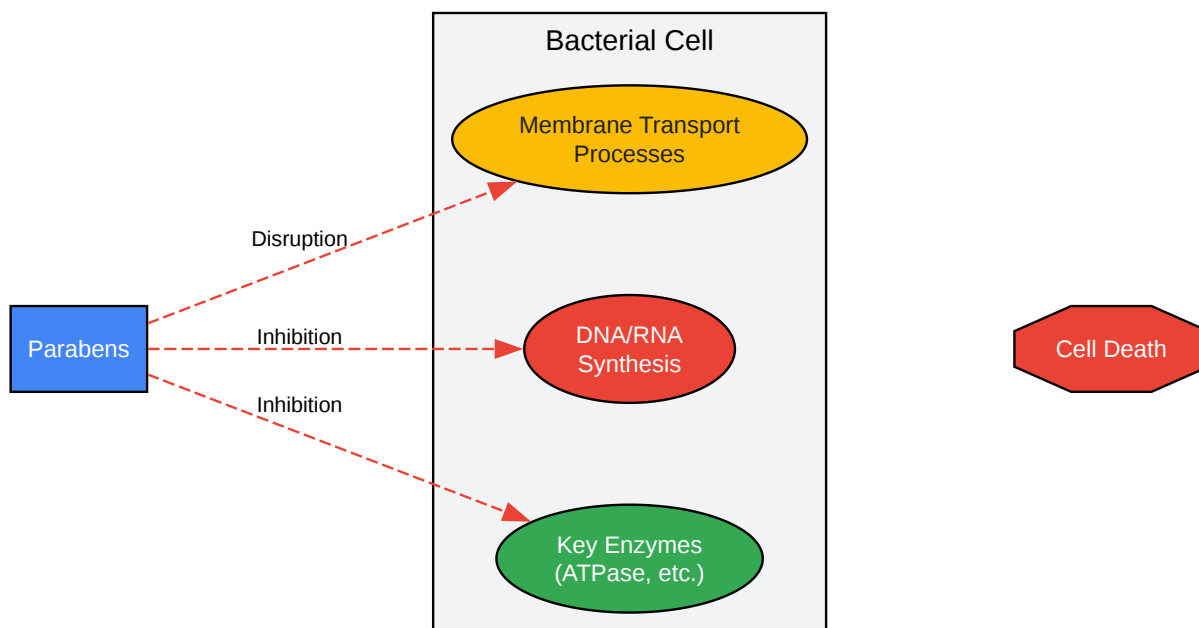 Bacterial Cell
Membrane Transport
Processes
Disruption
Parabens
Inhibition
DNA/RNA
Synthesis
Cell Death
Inhibition
Key Enzymes
(ATPase, etc.)